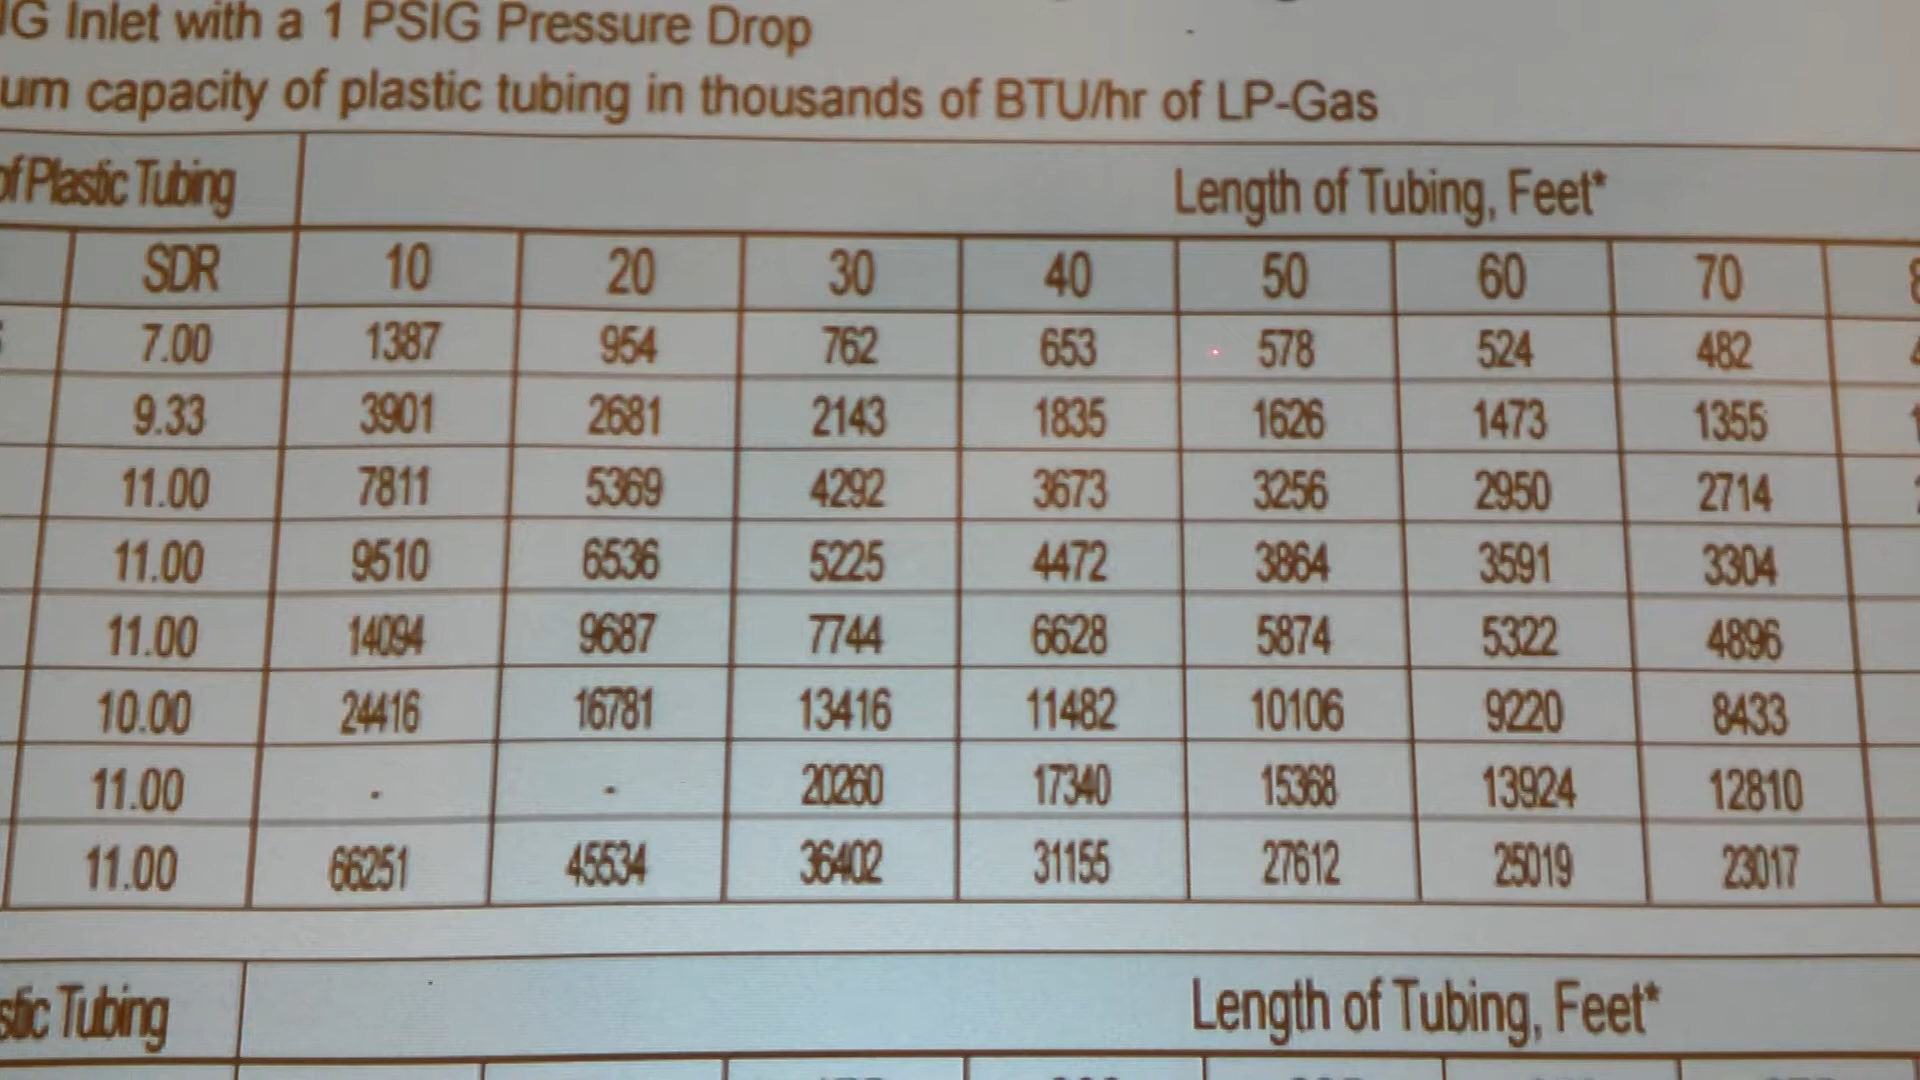 IG Inlet with a 1 PSIG Pressure Drop
um capacity of plastic tubing in thousands of BTU/hr of LP-Gas
of Plastic Tubing Length of Tubing, Feet*
SDR 10 20 30 40 50 60 70
7.00 1387 954 762 653 578 524 482
9.33 3901 2681 2143 1835 1626 1473 1355
11.00 7811 5369 4292 3673 3256 2950 2714
11.00 9510 6536 5225 4472 3864 3591 3304
11.00 14094 9687 7744 6628 5874 5322 4896
10.00 24416 16781 13416 11482 10106 9220 8433
11.00 - - 20260 17340 15368 13924 12810
11.00 66251 45534 36402 31155 27612 25019 23017
stic Tubing Length of Tubing, Feet*